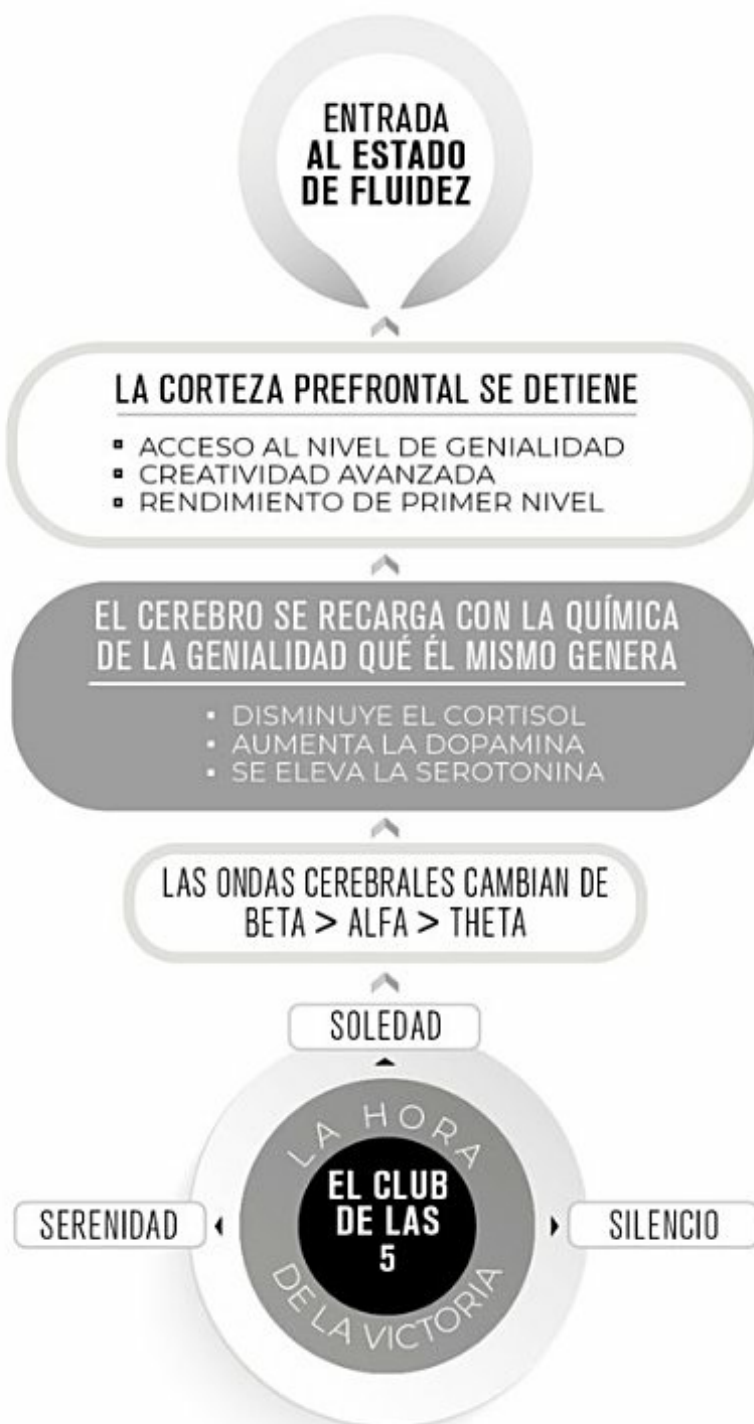 ENTRADA
AL ESTADO
DE FLUIDEZ
LA CORTEZA PREFRONTAL SE DETIENE
▪ ACCESO AL NIVEL DE GENIALIDAD
▪ CREATIVIDAD AVANZADA
▪ RENDIMIENTO DE PRIMER NIVEL
EL CEREBRO SE RECARGA CON LA QUÍMICA
DE LA GENIALIDAD QUÉ ÉL MISMO GENERA
▪ DISMINUYE EL CORTISOL
▪ AUMENTA LA DOPAMINA
▪ SE ELEVA LA SEROTONINA
LAS ONDAS CEREBRALES CAMBIAN DE
BETA > ALFA > THETA
SOLEDAD
LA HORA
EL CLUB
DE LAS
5
SERENIDAD
SILENCIO
DE LA VICTORIA